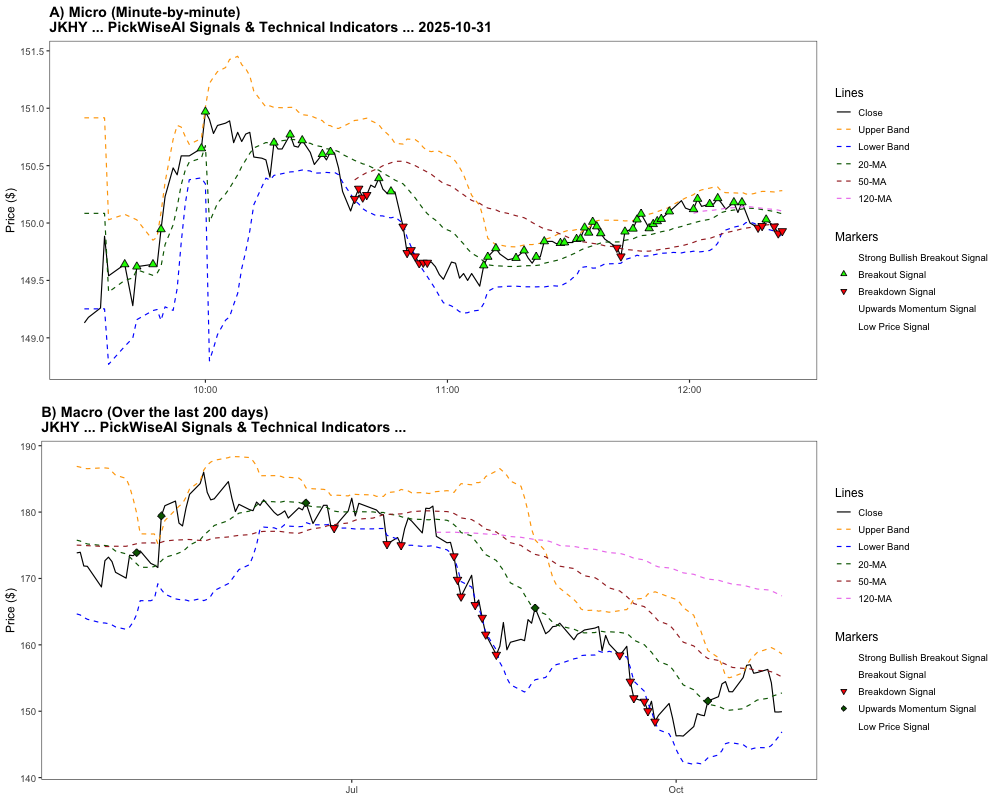 A) Micro (Minute-by-minute)
JKHY ... PickWiseAI Signals & Technical Indicators ... 2025-10-31
Price ($)
151.5
151.0
150.5
150.0
149.5
149.0
10:00
11:00
12:00
Lines
Close
Upper Band
Lower Band
20-MA
50-MA
120-MA
Markers
Strong Bullish Breakout Signal
Breakout Signal
Breakdown Signal
Upwards Momentum Signal
Low Price Signal
B) Macro (Over the last 200 days)
JKHY ... PickWiseAI Signals & Technical Indicators ...
Price ($)
190
180
170
160
150
140
Jul
Oct
Lines
Close
Upper Band
Lower Band
20-MA
50-MA
120-MA
Markers
Strong Bullish Breakout Signal
Breakout Signal
Breakdown Signal
Upwards Momentum Signal
Low Price Signal